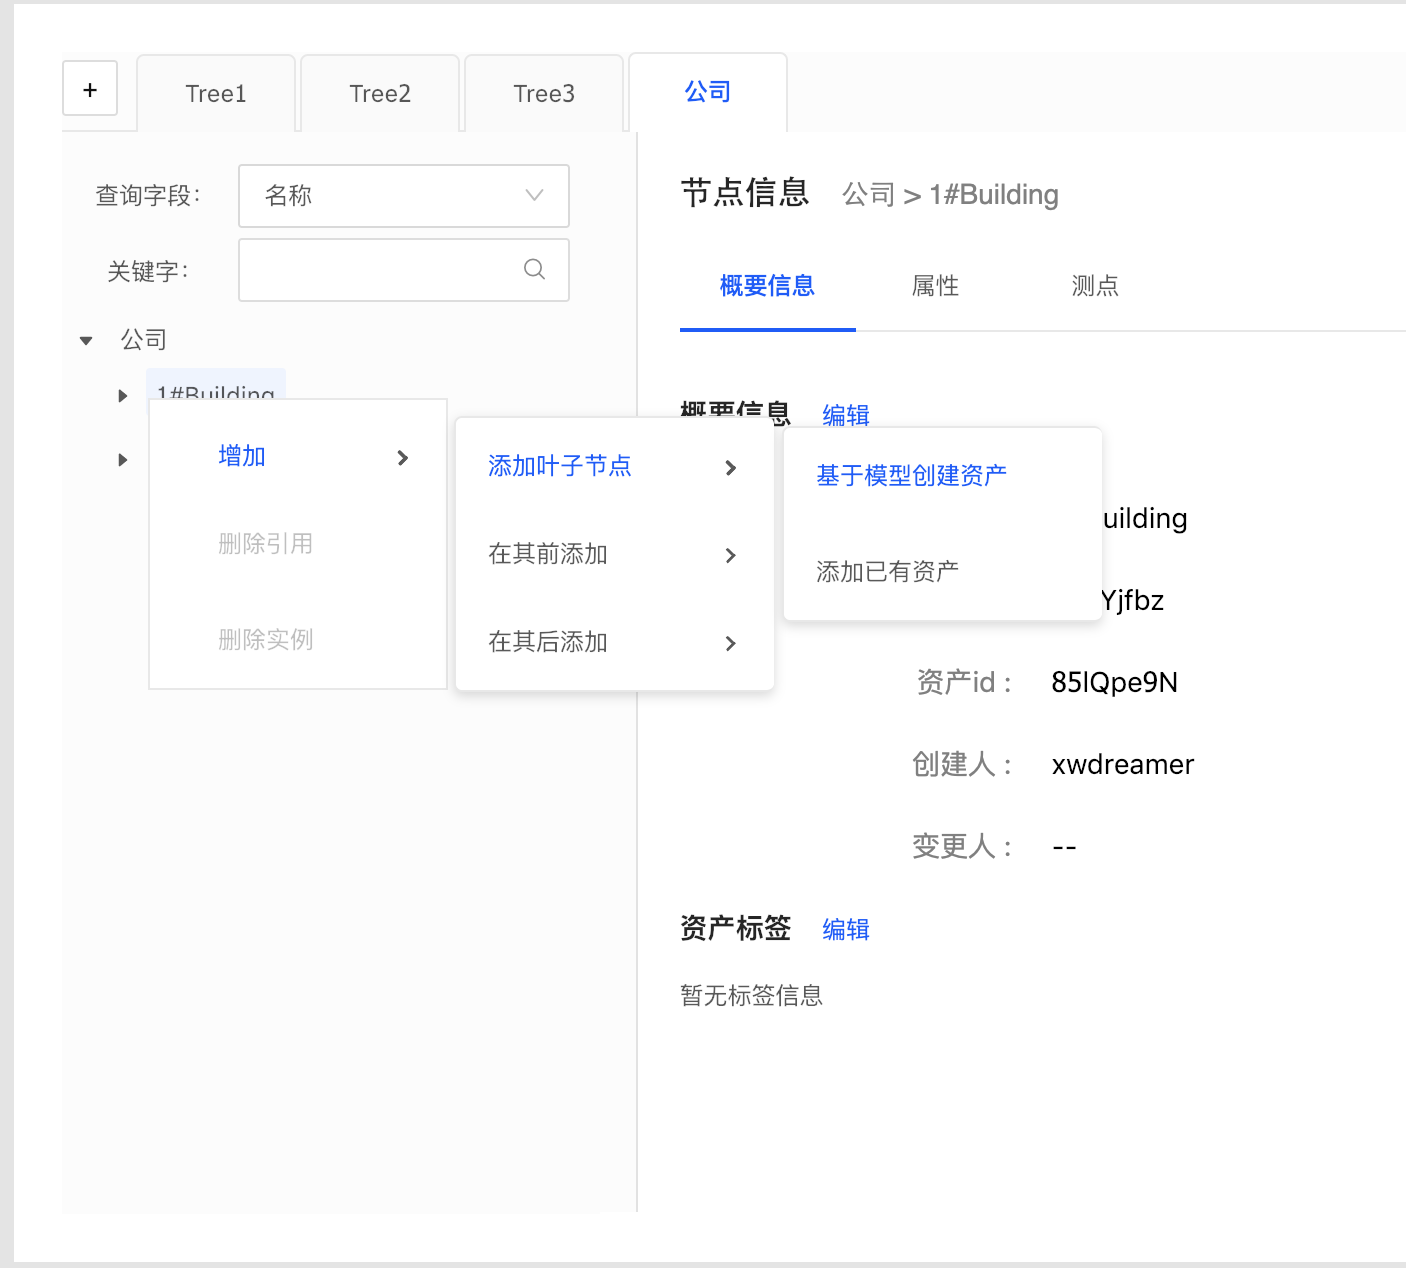 +
Tree1
Tree2
Tree3
公司
查询字段：
名称
关键字：
公司
1#Building
增加
删除引用
删除实例
添加叶子节点
在其前添加
在其后添加
基于模型创建资产
添加已有资产
节点信息
公司 > 1#Building
概要信息
属性
测点
概要信息
编辑
uilding
Yjfbz
资产id：
85lQpe9N
创建人：
xwdreamer
变更人：
--
资产标签
编辑
暂无标签信息